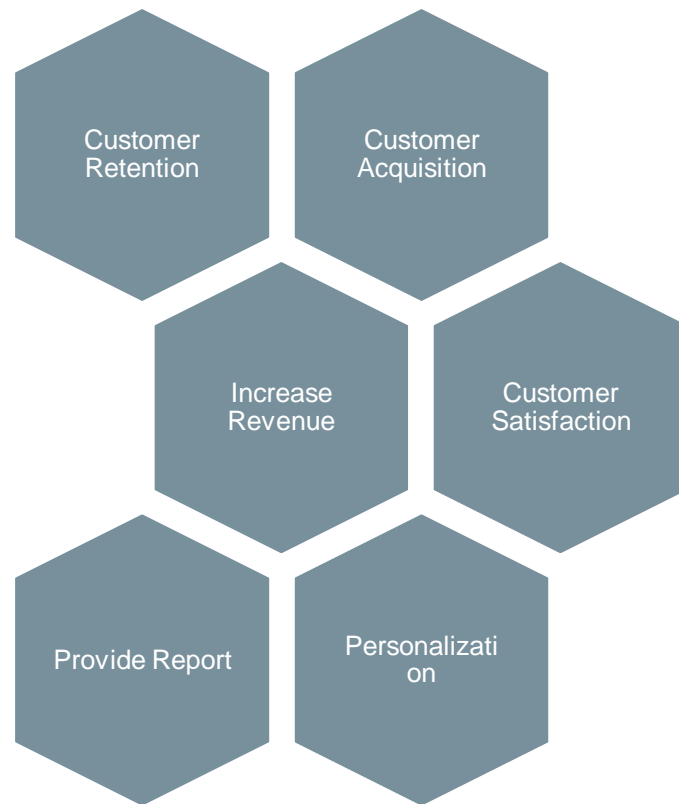 Customer
Retention
Customer
Acquisition
Increase
Revenue
Customer
Satisfaction
Provide Report
Personalizati
on